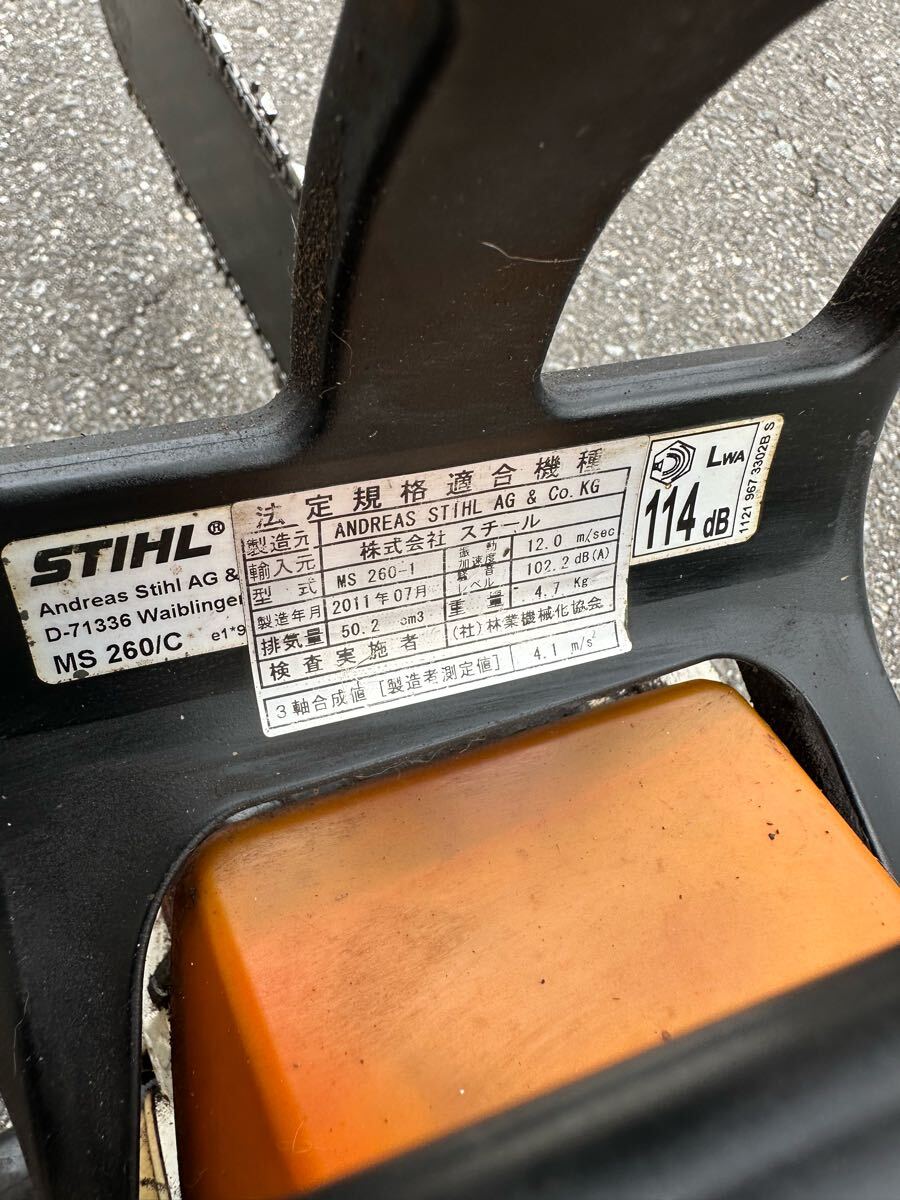 STIHL®
Andreas Stihl AG &
D-71336 Waiblingen
MS 260/C e1*9
法定規格適合機種
製造元 ANDREAS STIHL AG & Co.KG
輸入元 株式会社 スチール
型式 MS 260-1 振動加速度 12.0 m/sec
製造年月 2011年07月 騒音レベル 102.2dB(A)
排気量 50.2 cm3 重量 4.7 Kg
検査実施者 (社)林業機械化協会
3軸合成値 [製造者測定値] 4.1 m/s²
LWA
114 dB
1121 967 3302B S